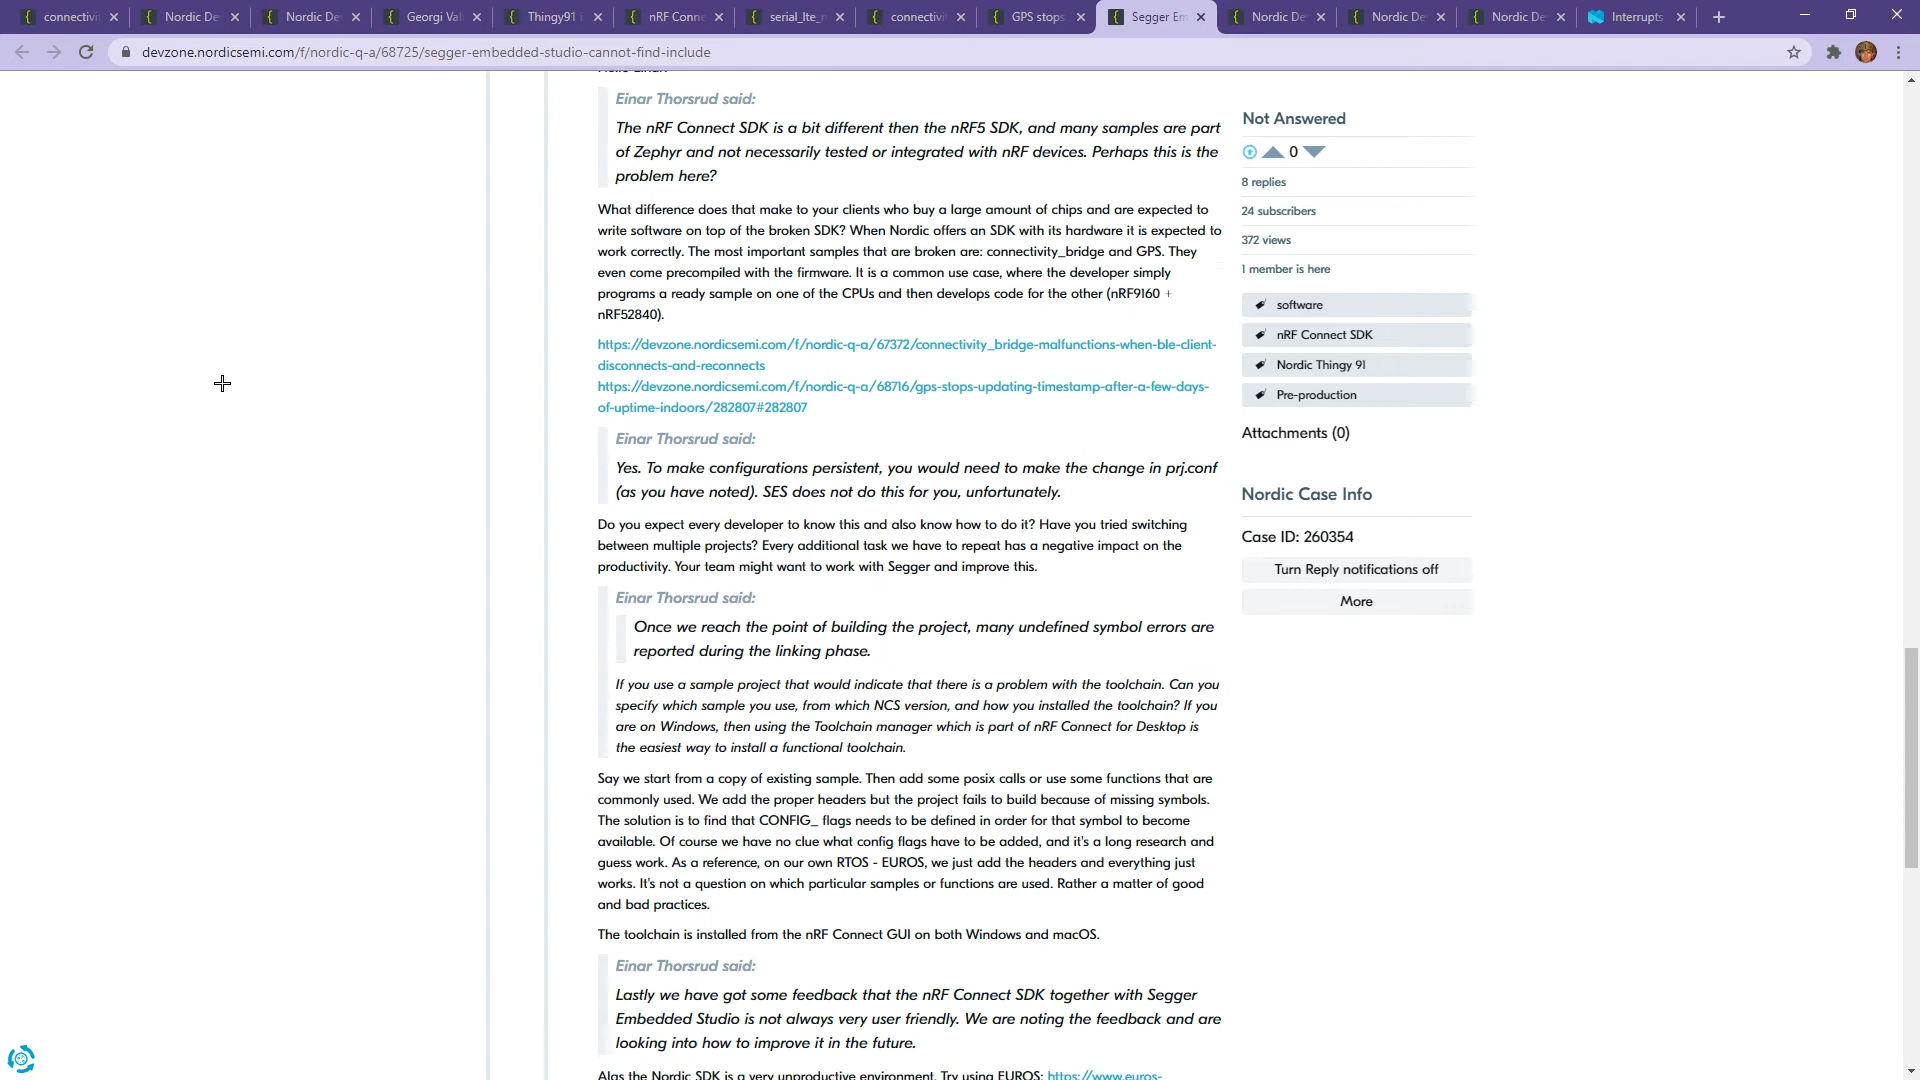 connectivi
Nordic De
Nordic De
Georgi Val
Thingy91 i
nRF Conne
serial_lte_
connectivi
GPS stops
Segger Em
Nordic De
Nordic De
Nordic De
Interrupts
devzone.nordicsemi.com/f/nordic-q-a/68725/segger-embedded-studio-cannot-find-include
Einar Thorsrud said:
The nRF Connect SDK is a bit different then the nRF5 SDK, and many samples are part
of Zephyr and not necessarily tested or integrated with nRF devices. Perhaps this is the
problem here?
What difference does that make to your clients who buy a large amount of chips and are expected to
write software on top of the broken SDK? When Nordic offers an SDK with its hardware it is expected to
work correctly. The most important samples that are broken are: connectivity_bridge and GPS. They
even come precompiled with the firmware. It is a common use case, where the developer simply
programs a ready sample on one of the CPUs and then develops code for the other (nRF9160 +
nRF52840).
https://devzone.nordicsemi.com/f/nordic-q-a/67372/connectivity_bridge-malfunctions-when-ble-client-
disconnects-and-reconnects
https://devzone.nordicsemi.com/f/nordic-q-a/68716/gps-stops-updating-timestamp-after-a-few-days-
of-uptime-indoors/282807#282807
Einar Thorsrud said:
Yes. To make configurations persistent, you would need to make the change in prj.conf
(as you have noted). SES does not do this for you, unfortunately.
Do you expect every developer to know this and also know how to do it? Have you tried switching
between multiple projects? Every additional task we have to repeat has a negative impact on the
productivity. Your team might want to work with Segger and improve this.
Einar Thorsrud said:
Once we reach the point of building the project, many undefined symbol errors are
reported during the linking phase.
If you use a sample project that would indicate that there is a problem with the toolchain. Can you
specify which sample you use, from which NCS version, and how you installed the toolchain? If you
are on Windows, then using the Toolchain manager which is part of nRF Connect for Desktop is
the easiest way to install a functional toolchain.
Say we start from a copy of existing sample. Then add some posix calls or use some functions that are
commonly used. We add the proper headers but the project fails to build because of missing symbols.
The solution is to find that CONFIG_ flags needs to be defined in order for that symbol to become
available. Of course we have no clue what config flags have to be added, and it's a long research and
guess work. As a reference, on our own RTOS - EUROS, we just add the headers and everything just
works. It's not a question on which particular samples or functions are used. Rather a matter of good
and bad practices.
The toolchain is installed from the nRF Connect GUI on both Windows and macOS.
Einar Thorsrud said:
Lastly we have got some feedback that the nRF Connect SDK together with Segger
Embedded Studio is not always very user friendly. We are noting the feedback and are
looking into how to improve it in the future.
Alas the Nordic SDK is a very unproductive environment. Try using EUROS: https://www.euros-
Not Answered
0
8 replies
24 subscribers
372 views
1 member is here
software
nRF Connect SDK
Nordic Thingy 91
Pre-production
Attachments (0)
Nordic Case Info
Case ID: 260354
Turn Reply notifications off
More